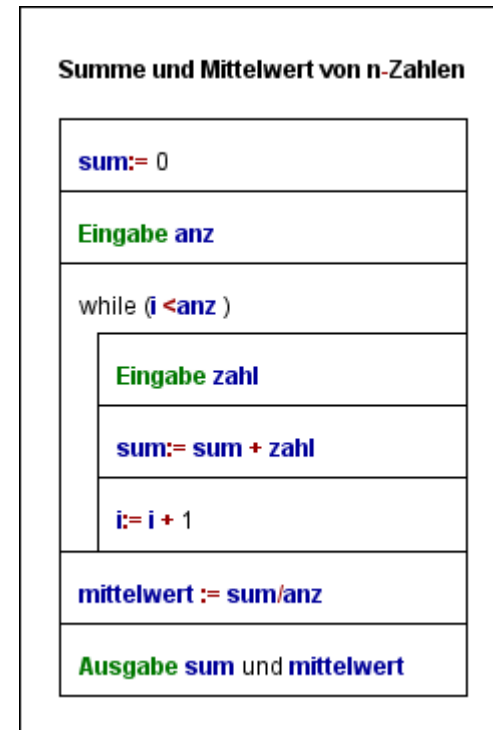 Summe und Mittelwert von n-Zahlen
sum:= 0
Eingabe anz
while (i <anz )
Eingabe zahl
sum:= sum + zahl
i:= i + 1
mittelwert := sum/anz
Ausgabe sum und mittelwert